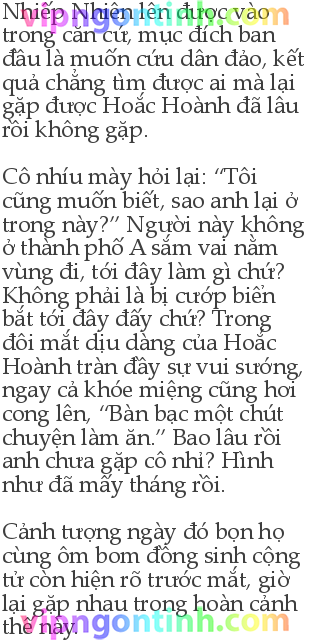 Nhiếp Nhiên lẻn được vào
trong căn cứ, mục đích ban
đầu là muốn cứu dân đảo, kết
quả chẳng tìm được ai mà lại
gặp được Hoắc Hoành đã lâu
rồi không gặp.
Cô nhíu mày hỏi lại: “Tôi
cũng muốn biết, sao anh lại ở
trong này?” Người này không
ở thành phố A sắm vai nằm
vùng đi, tới đây làm gì chứ?
Không phải là bị cướp biển
bắt tới đây đấy chứ? Trong
đôi mắt dịu dàng của Hoắc
Hoành tràn đầy sự vui sướng,
ngay cả khóe miệng cũng hơi
cong lên, “Bàn bạc một chút
chuyện làm ăn.” Bao lâu rồi
anh chưa gặp cô nhỉ? Hình
như đã mấy tháng rồi.
Cảnh tượng ngày đó bọn họ
cùng ôm bom đồng sinh cộng
tử còn hiện rõ trước mắt, giờ
lại gặp nhau trong hoàn cảnh
thế này.
vipngontinh.com
vipngontinh.com